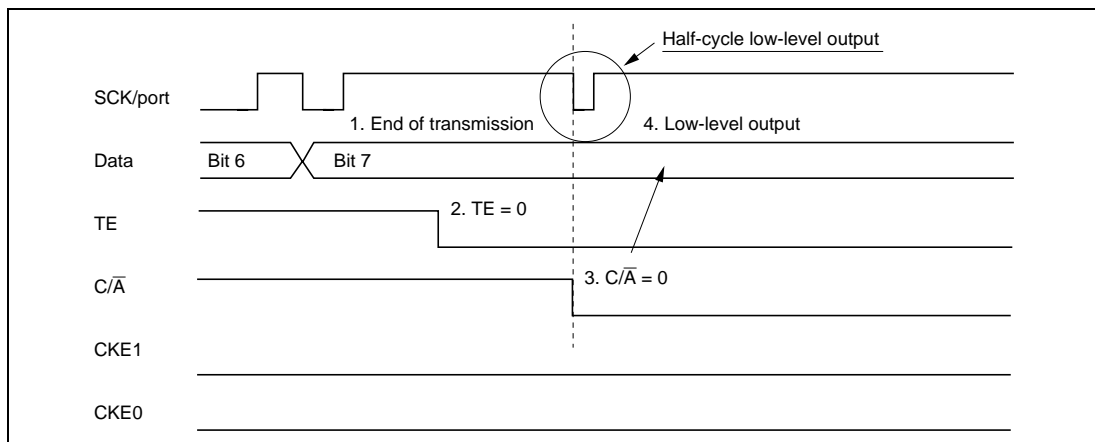 Half-cycle low-level output
SCK/port
1. End of transmission
4. Low-level output
Data
Bit 6
Bit 7
TE
2. TE = 0
C/A̅
3. C/A̅ = 0
CKE1
CKE0